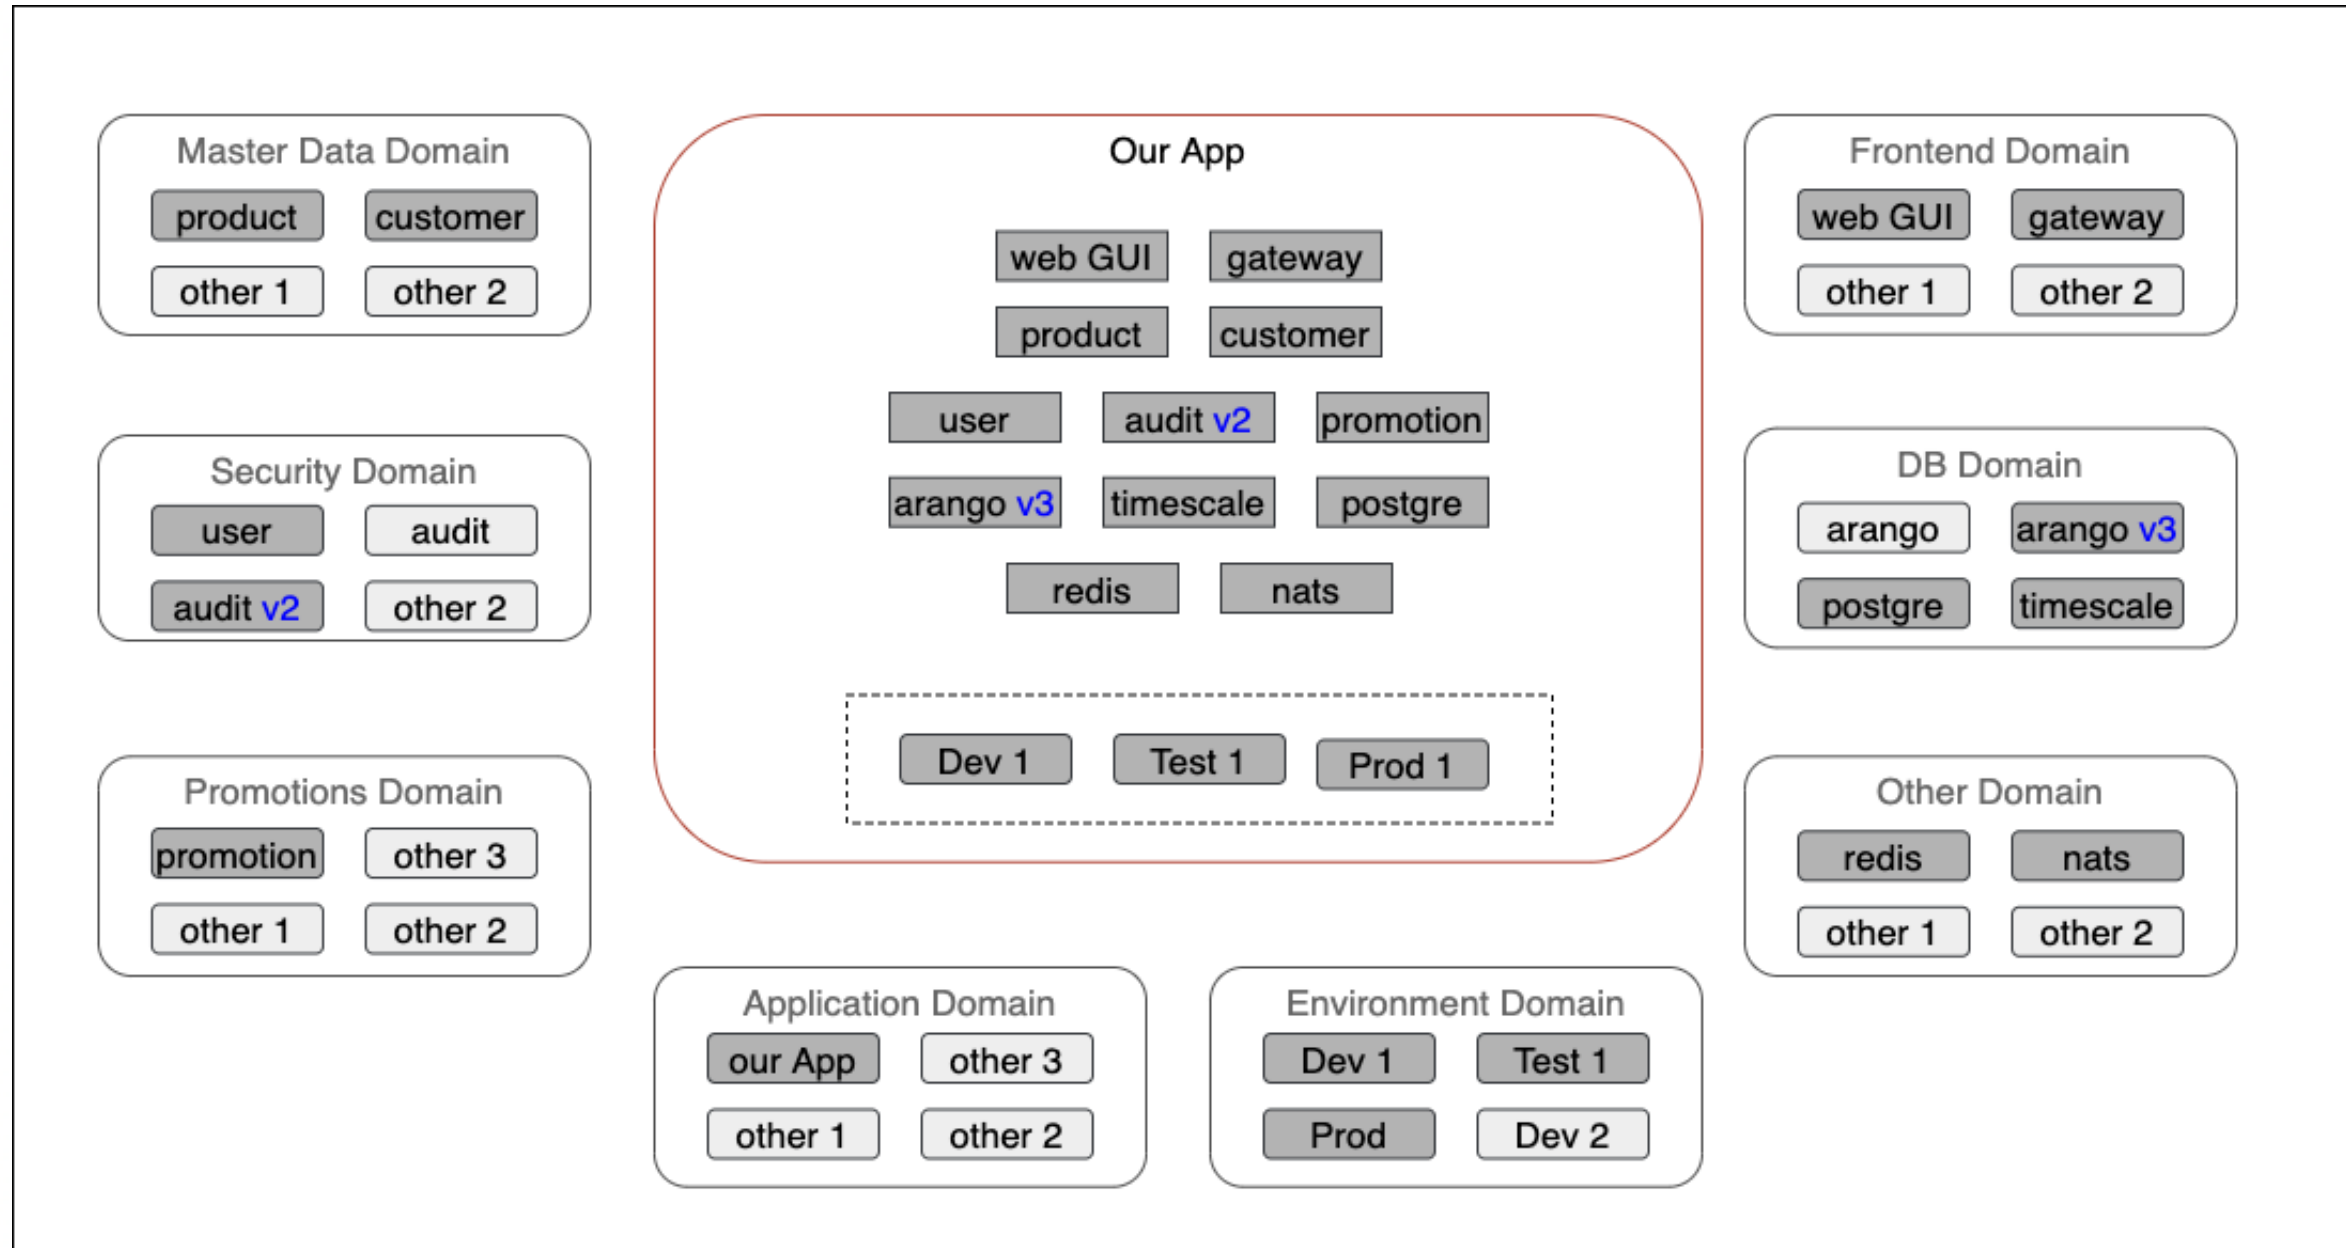 Master Data Domain
product customer
other 1 other 2
Security Domain
user audit
audit v2 other 2
Promotions Domain
promotion other 3
other 1 other 2
Our App
web GUI gateway
product customer
user audit v2 promotion
arango v3 timescale postgre
redis nats
Dev 1 Test 1 Prod 1
Application Domain
our App other 3
other 1 other 2
Environment Domain
Dev 1 Test 1
Prod Dev 2
Frontend Domain
web GUI gateway
other 1 other 2
DB Domain
arango arango v3
postgre timescale
Other Domain
redis nats
other 1 other 2